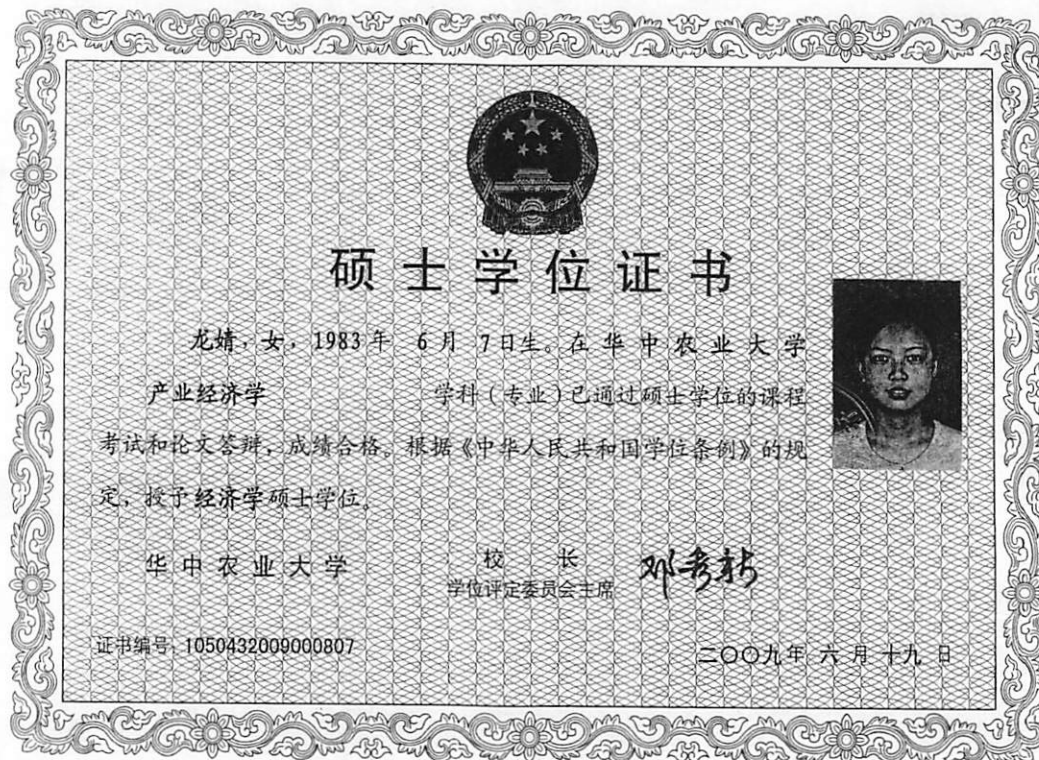 硕士学位证书
龙婧，女，1983年 6月 7日生。在华中农业大学
产业经济学 学科（专业）已通过硕士学位的课程
考试和论文答辩，成绩合格。根据《中华人民共和国学位条例》的规
定，授予经济学硕士学位。
华中农业大学
校 长
学位评定委员会主席
邓秀新
证书编号：1050432009000807
二〇〇九年 六 月 十九 日